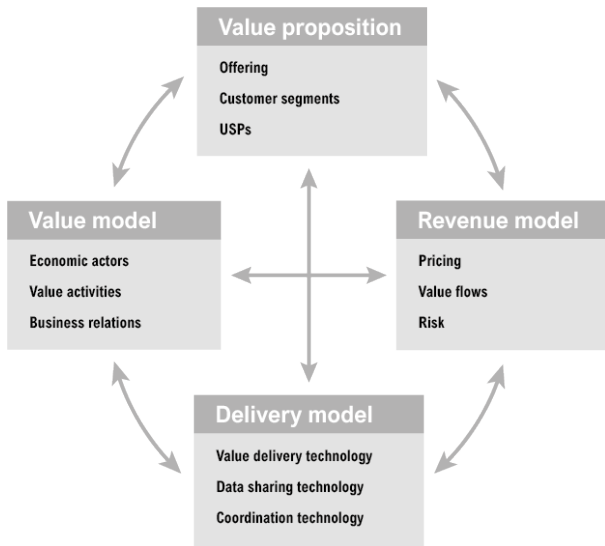 Value proposition
Offering
Customer segments
USPs
Value model
Economic actors
Value activities
Business relations
Revenue model
Pricing
Value flows
Risk
Delivery model
Value delivery technology
Data sharing technology
Coordination technology